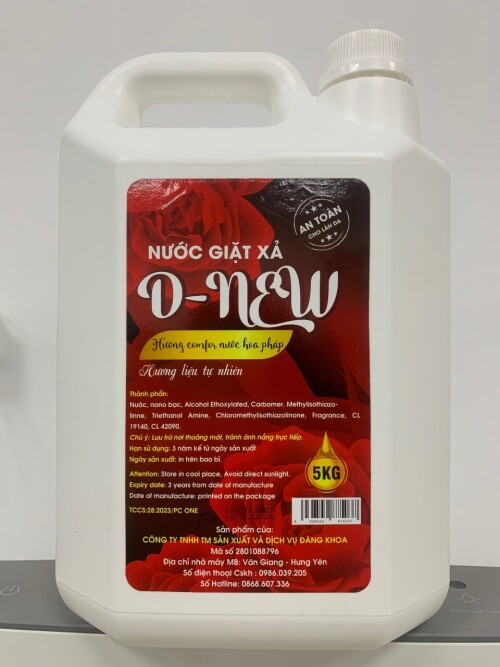 AN TOÀN
CHO LÀN DA
NƯỚC GIẶT XẢ
D-NEW
Hương comfor nước hoa pháp
Hương liệu tự nhiên
Thành phần:
Nước, nano bạc, Alcohol Ethoxylated, Carbomer. Methylisothiazo-
linne, Triethanol Amine, Chloromethylisothiazolinone, Fragrance, CL
19140, CL 42090.
Chú ý: Lưu trữ nơi thoáng mát, tránh ánh nắng trực tiếp.
Hạn sử dụng: 3 năm kể từ ngày sản xuất
Ngày sản xuất: in trên bao bì.
Attention: Store in cool place, Avoid direct sunlight.
Expiry date: 3 years from date of manufacture
Date of manufacture: printed on the package
TCCS:28:2023/PC ONE
5KG
Sản phẩm của:
CÔNG TY TNHH TM SẢN XUẤT VÀ DỊCH VỤ ĐĂNG KHOA
Mã số 2801088796
Địa chỉ nhà máy MB: Văn Giang - Hưng Yên
Số điện thoại Cskh : 0986.039.205
Số Hotline: 0868.607.336